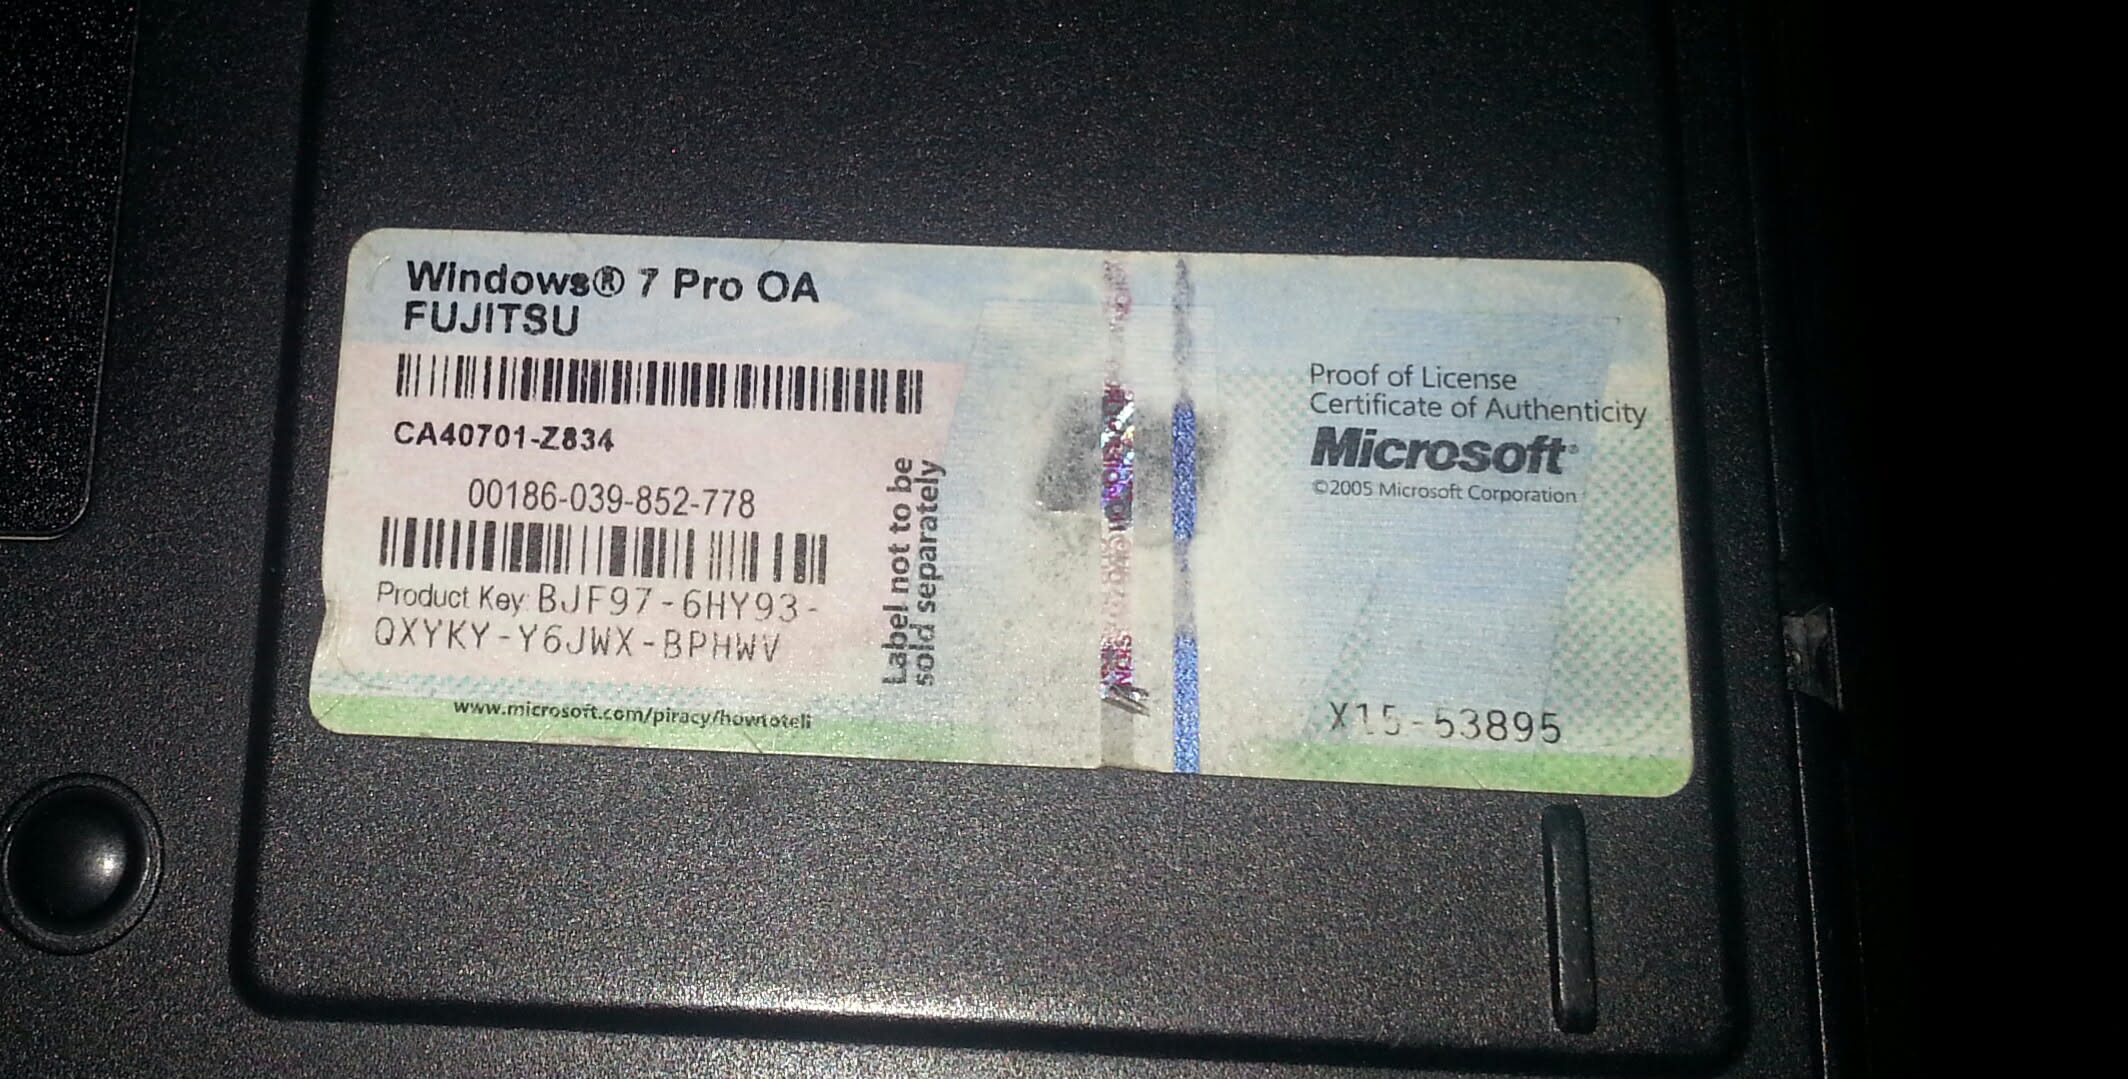 Windows® 7 Pro OA
FUJITSU
CA40701-Z834
00186-039-852-778
Product Key: BJF97-6HY93-
QXYKY-Y6JWX-BPHWV
www.microsoft.com/piracy/howtotell
Label not to be
sold separately
Proof of License
Certificate of Authenticity
Microsoft®
©2005 Microsoft Corporation
X15-53895